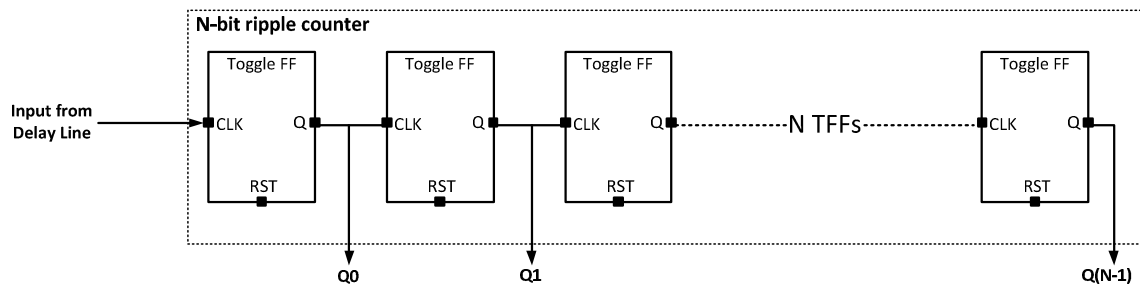 N-bit ripple counter
Toggle FF
Toggle FF
Toggle FF
Toggle FF
Input from
Delay Line
CLK
Q
CLK
Q
CLK
Q
N TFFs
CLK
Q
RST
RST
RST
RST
Q0
Q1
Q(N-1)